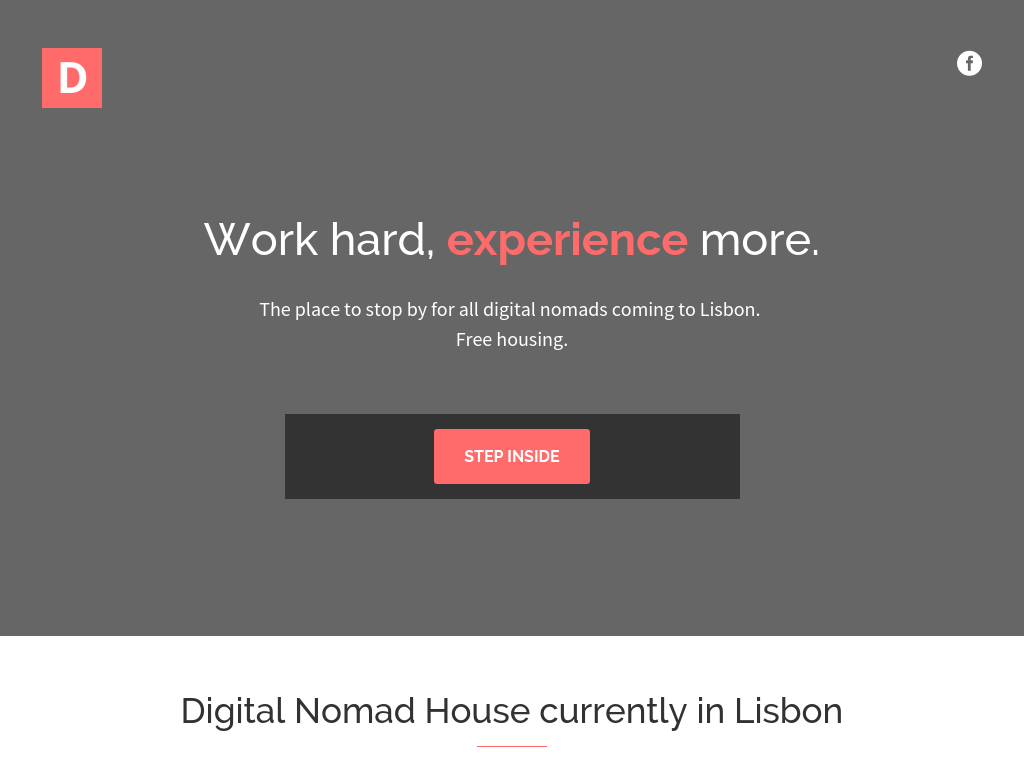 D
Work hard, experience more.
The place to stop by for all digital nomads coming to Lisbon.
Free housing.
STEP INSIDE
Digital Nomad House currently in Lisbon